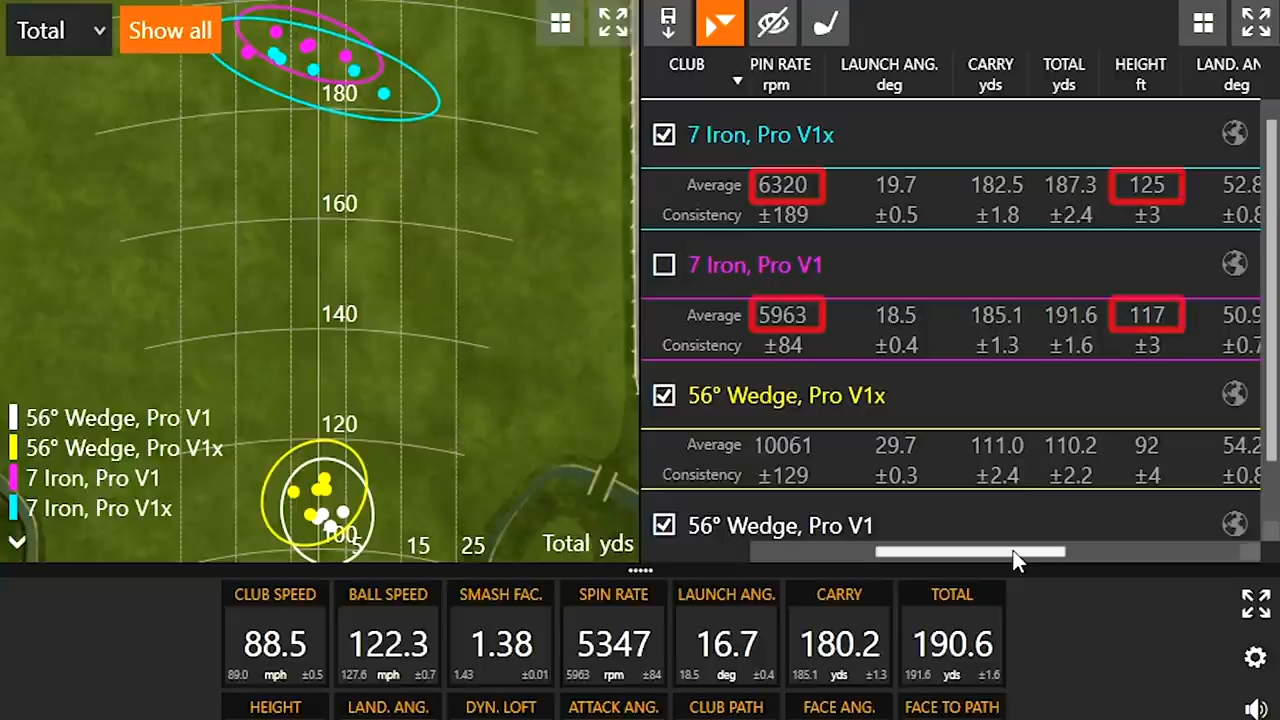 Total
Show all
180
160
140
120
100
5
15
25
Total yds
56° Wedge, Pro V1
56° Wedge, Pro V1x
7 Iron, Pro V1
7 Iron, Pro V1x
CLUB PIN RATE LAUNCH ANG. CARRY TOTAL HEIGHT LAND. AN
rpm deg yds yds ft deg
7 Iron, Pro V1x
Average 6320 19.7 182.5 187.3 125 52.8
Consistency ±189 ±0.5 ±1.8 ±2.4 ±3 ±0.8
7 Iron, Pro V1
Average 5963 18.5 185.1 191.6 117 50.9
Consistency ±84 ±0.4 ±1.3 ±1.6 ±3 ±0.7
56° Wedge, Pro V1x
Average 10061 29.7 111.0 110.2 92 54.2
Consistency ±129 ±0.3 ±2.4 ±2.2 ±4 ±0.8
56° Wedge, Pro V1
CLUB SPEED BALL SPEED SMASH FAC. SPIN RATE LAUNCH ANG. CARRY TOTAL
88.5 122.3 1.38 5347 16.7 180.2 190.6
89.0 mph ±0.5 127.6 mph ±0.7 1.43 ±0.01 5963 rpm ±84 18.5 deg ±0.4 185.1 yds ±1.3 191.6 yds ±1.6
HEIGHT LAND. ANG. DYN. LOFT ATTACK ANG. CLUB PATH FACE ANG. FACE TO PATH